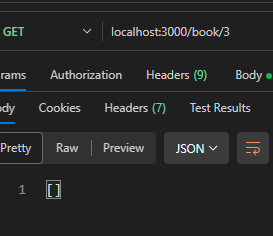 GET localhost:3000/book/3
rams Authorization Headers (9) Body
ody Cookies Headers (7) Test Results
Pretty Raw Preview JSON
1 []